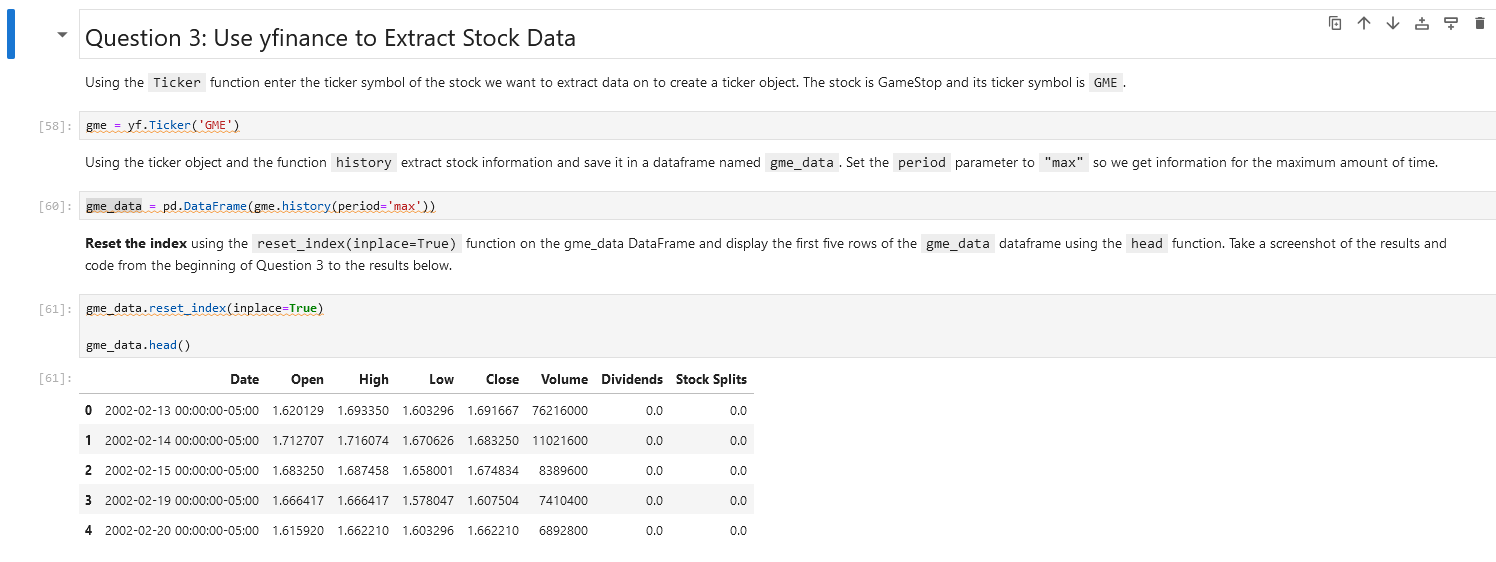 Question 3: Use yfinance to Extract Stock Data
Using the Ticker function enter the ticker symbol of the stock we want to extract data on to create a ticker object. The stock is GameStop and its ticker symbol is GME .
[58]: gme = yf.Ticker('GME')
Using the ticker object and the function history extract stock information and save it in a dataframe named gme_data . Set the period parameter to "max" so we get information for the maximum amount of time.
[60]: gme_data = pd.DataFrame(gme.history(period='max'))
Reset the index using the reset_index(inplace=True) function on the gme_data DataFrame and display the first five rows of the gme_data dataframe using the head function. Take a screenshot of the results and
code from the beginning of Question 3 to the results below.
[61]: gme_data.reset_index(inplace=True)
gme_data.head()
[61]: Date Open High Low Close Volume Dividends Stock Splits
0 2002-02-13 00:00:00-05:00 1.620129 1.693350 1.603296 1.691667 76216000 0.0 0.0
1 2002-02-14 00:00:00-05:00 1.712707 1.716074 1.670626 1.683250 11021600 0.0 0.0
2 2002-02-15 00:00:00-05:00 1.683250 1.687458 1.658001 1.674834 8389600 0.0 0.0
3 2002-02-19 00:00:00-05:00 1.666417 1.666417 1.578047 1.607504 7410400 0.0 0.0
4 2002-02-20 00:00:00-05:00 1.615920 1.662210 1.603296 1.662210 6892800 0.0 0.0